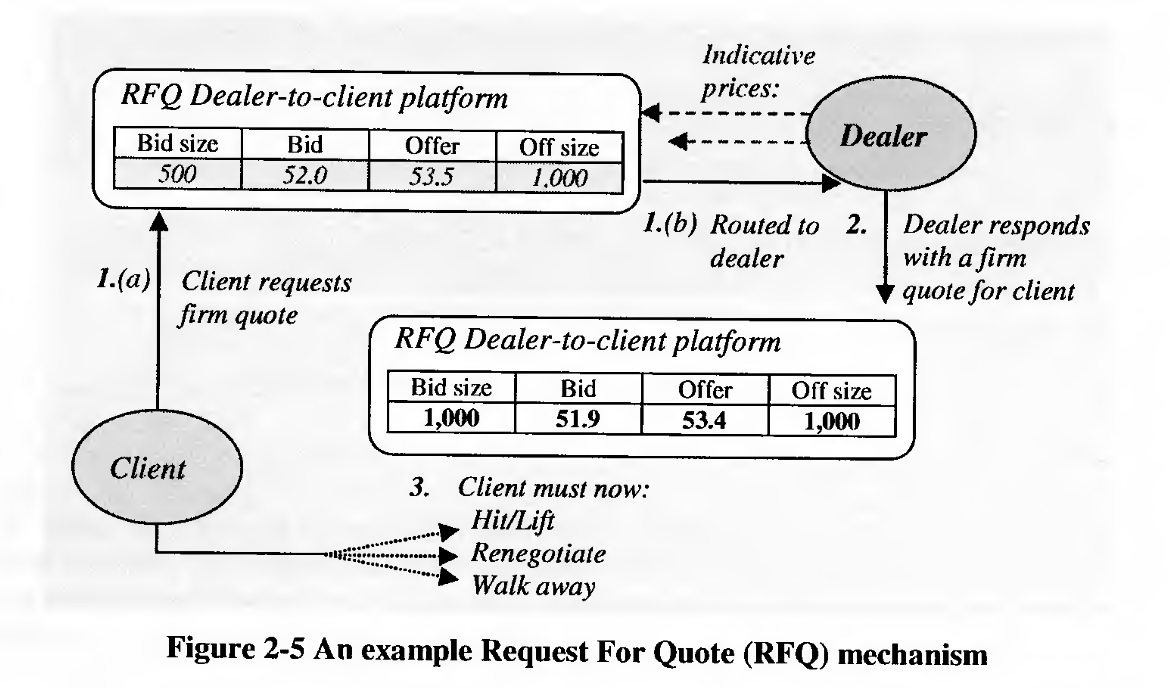 Indicative
prices:
RFQ Dealer-to-client platform
Bid size Bid Offer Off size
500 52.0 53.5 1,000
Dealer
1.(b) Routed to
dealer
2. Dealer responds
with a firm
quote for client
1.(a) Client requests
firm quote
RFQ Dealer-to-client platform
Bid size Bid Offer Off size
1,000 51.9 53.4 1,000
Client
3. Client must now:
Hit/Lift
Renegotiate
Walk away
Figure 2-5 An example Request For Quote (RFQ) mechanism